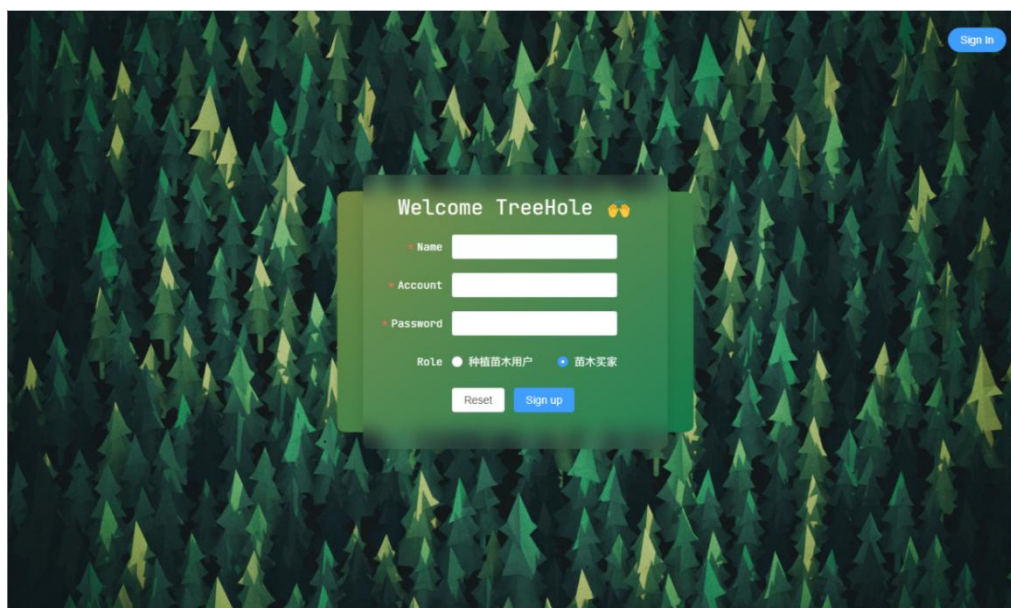 Sign In
Welcome TreeHole 🙌
* Name
* Account
* Password
Role 种植苗木用户 苗木买家
Reset Sign up